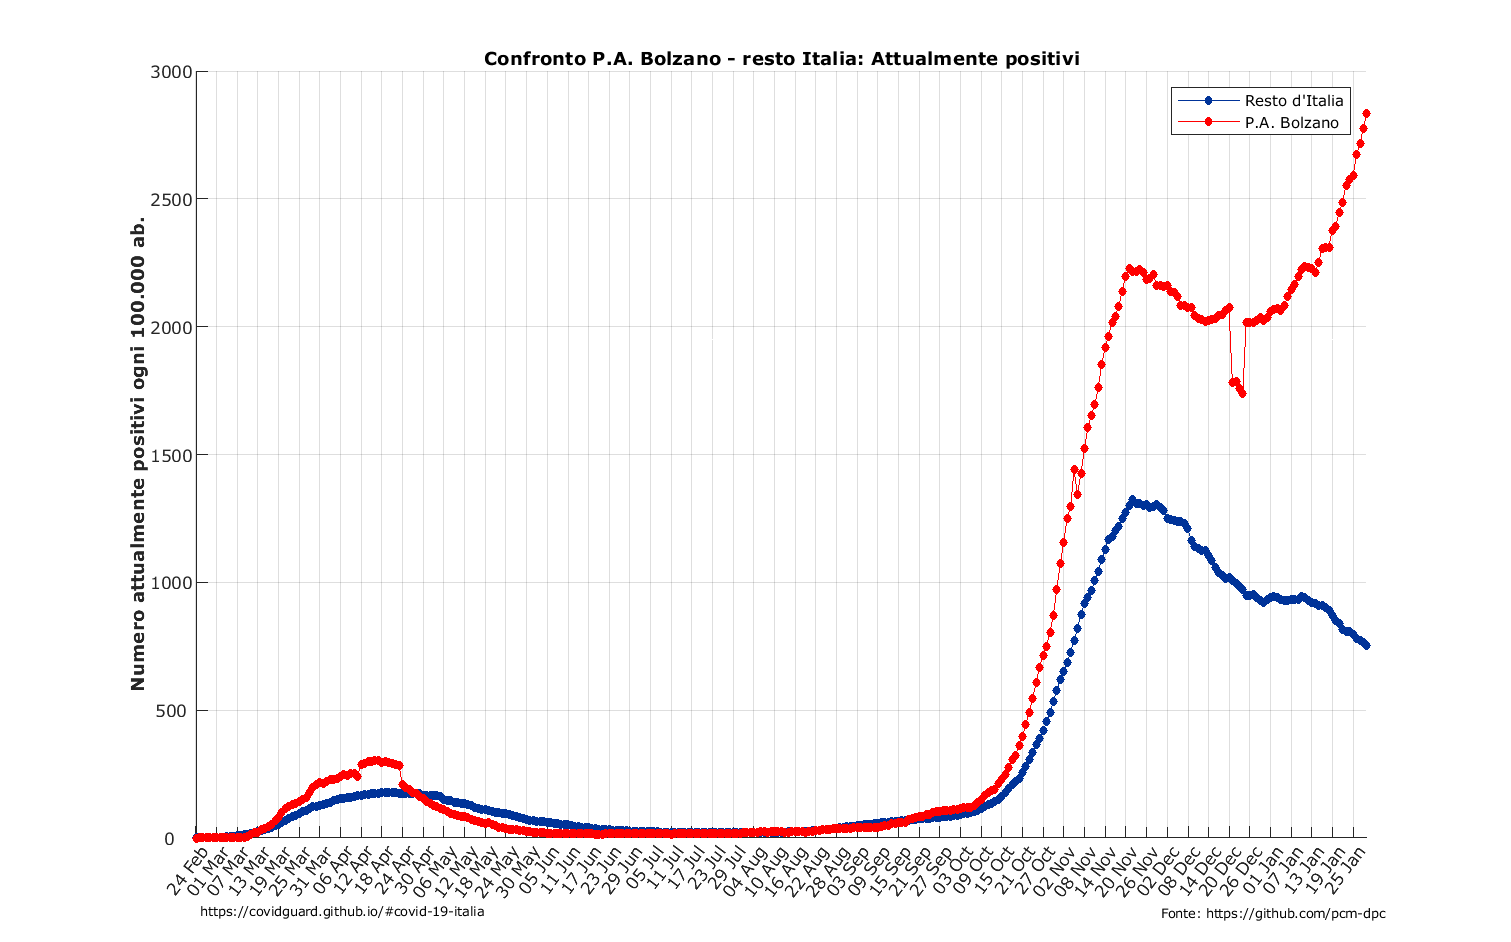 Confronto P.A. Bolzano - resto Italia: Attualmente positivi
Numero attualmente positivi ogni 100.000 ab.
3000
2500
2000
1500
1000
500
0
Resto d'Italia
P.A. Bolzano
24 Feb
01 Mar
07 Mar
13 Mar
19 Mar
25 Mar
31 Mar
06 Apr
12 Apr
18 Apr
24 Apr
30 Apr
06 May
12 May
18 May
24 May
30 May
05 Jun
11 Jun
17 Jun
23 Jun
29 Jun
05 Jul
11 Jul
17 Jul
23 Jul
29 Jul
04 Aug
10 Aug
16 Aug
22 Aug
28 Aug
03 Sep
09 Sep
15 Sep
21 Sep
27 Sep
03 Oct
09 Oct
15 Oct
21 Oct
27 Oct
02 Nov
08 Nov
14 Nov
20 Nov
26 Nov
02 Dec
08 Dec
14 Dec
20 Dec
26 Dec
01 Jan
07 Jan
13 Jan
19 Jan
25 Jan
https://covidguard.github.io/#covid-19-italia
Fonte: https://github.com/pcm-dpc